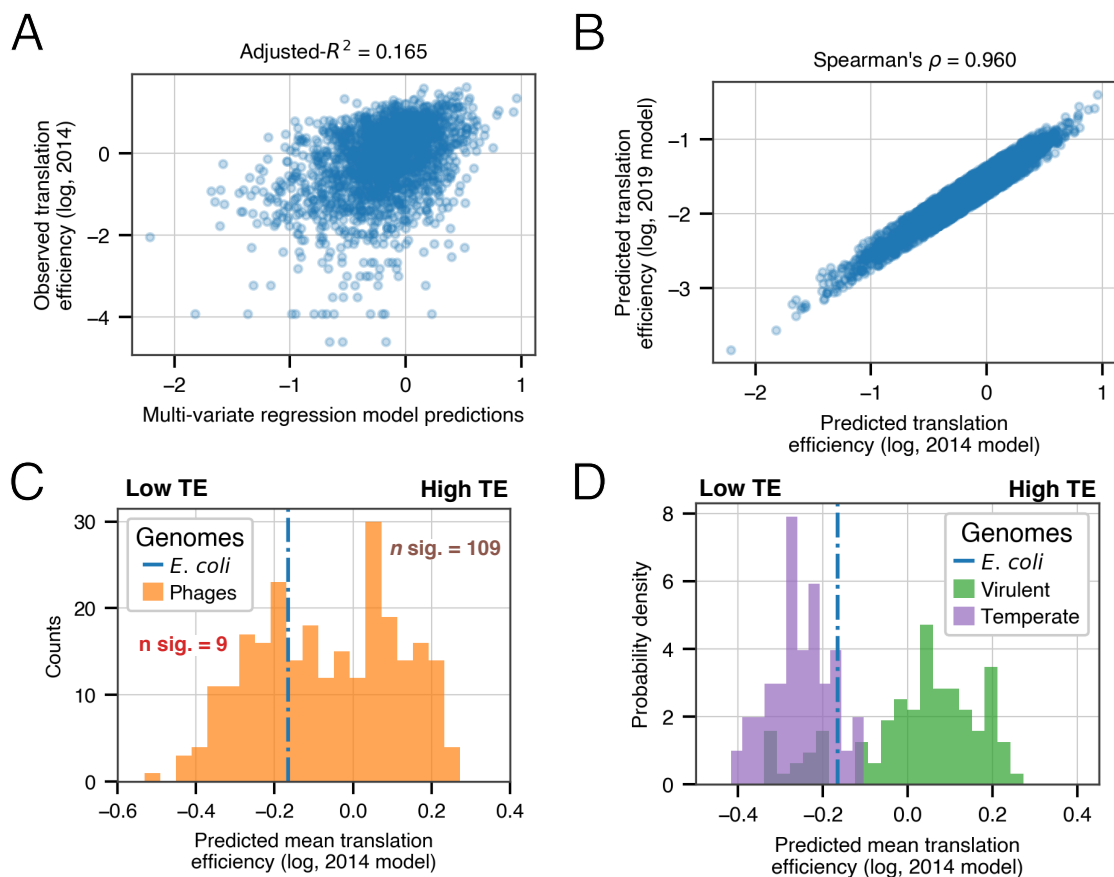 A
Adjusted-R² = 0.165
Observed translation
efficiency (log, 2014)
0
−2
−4
−2
−1
0
1
Multi-variate regression model predictions
B
Spearman's ρ = 0.960
Predicted translation
efficiency (log, 2019 model)
−1
−2
−3
−2
−1
0
1
Predicted translation
efficiency (log, 2014 model)
C
Low TE
High TE
Counts
30
20
10
0
Genomes
E. coli
Phages
n sig. = 109
n sig. = 9
−0.6
−0.4
−0.2
0.0
0.2
0.4
Predicted mean translation
efficiency (log, 2014 model)
D
Low TE
High TE
Probability density
8
6
4
2
0
Genomes
E. coli
Virulent
Temperate
−0.4
−0.2
0.0
0.2
0.4
Predicted mean translation
efficiency (log, 2014 model)